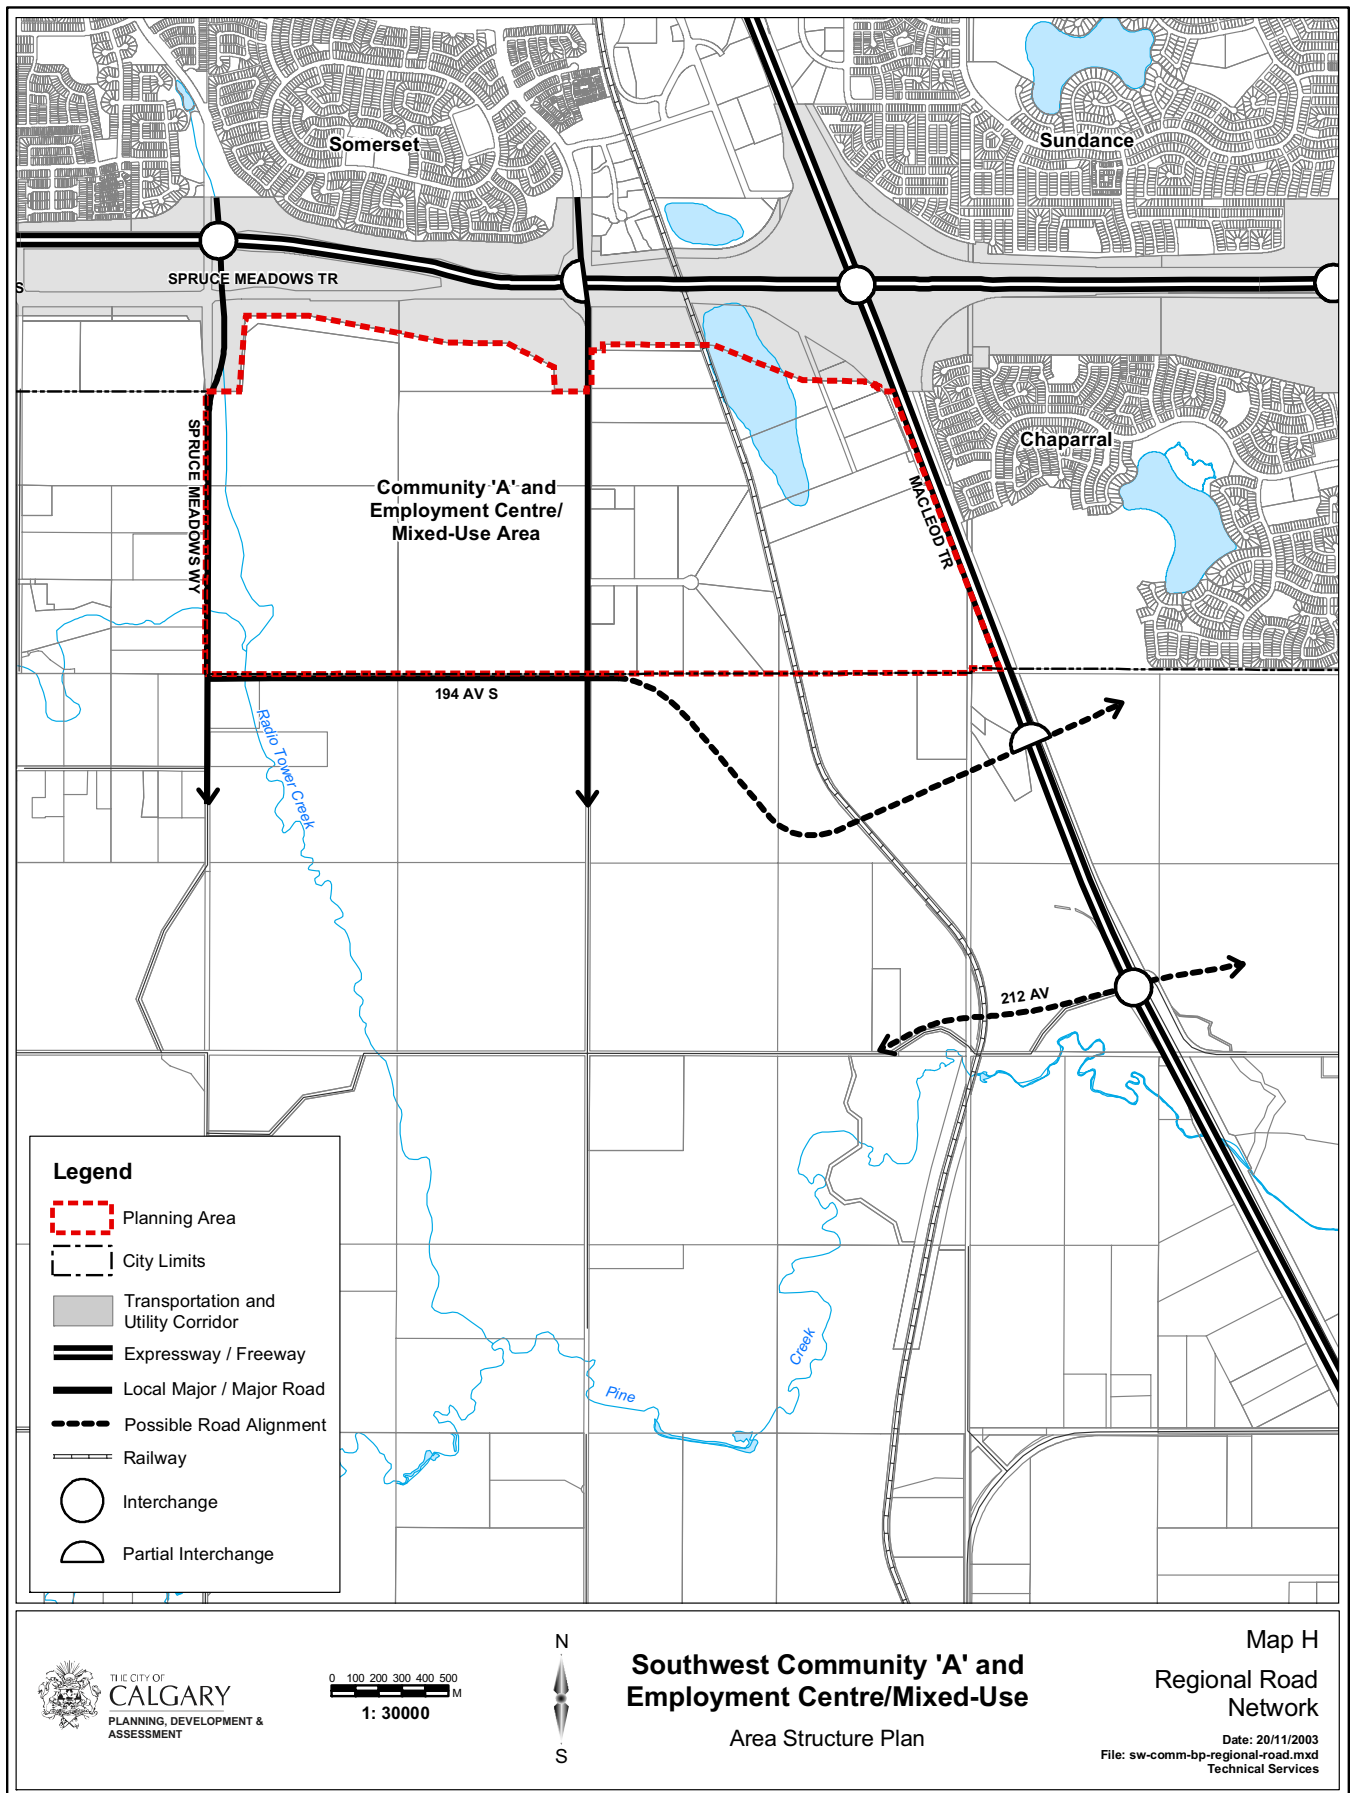 Somerset
Sundance
SPRUCE MEADOWS TR
S
Chaparral
SPRUCE MEADOWS WY
Community 'A' and
Employment Centre/
Mixed-Use Area
MACLEOD TR
194 AV S
Radio Tower Creek
212 AV
Creek
Pine
Legend
Planning Area
City Limits
Transportation and
Utility Corridor
Expressway / Freeway
Local Major / Major Road
Possible Road Alignment
Railway
Interchange
Partial Interchange
THE CITY OF
CALGARY
PLANNING, DEVELOPMENT &
ASSESSMENT
0 100 200 300 400 500
M
1: 30000
N
S
Southwest Community 'A' and
Employment Centre/Mixed-Use
Area Structure Plan
Map H
Regional Road
Network
Date: 20/11/2003
File: sw-comm-bp-regional-road.mxd
Technical Services